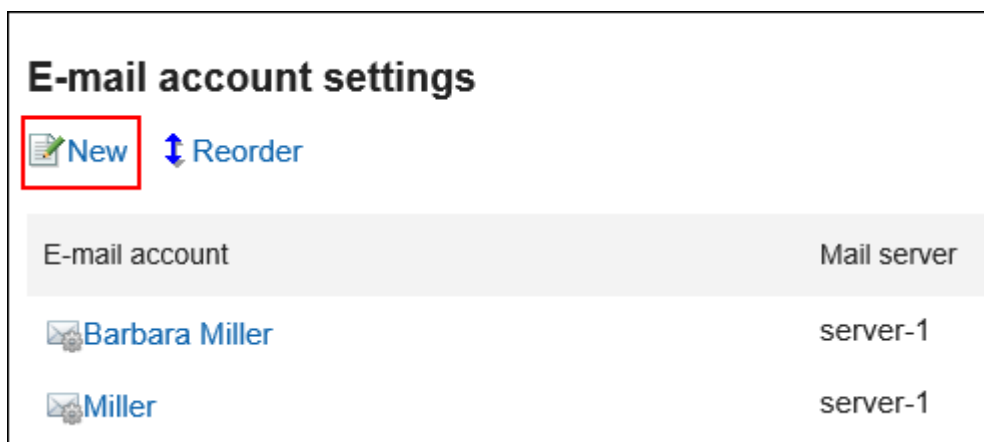 E-mail account settings
New Reorder
E-mail account Mail server
Barbara Miller server-1
Miller server-1